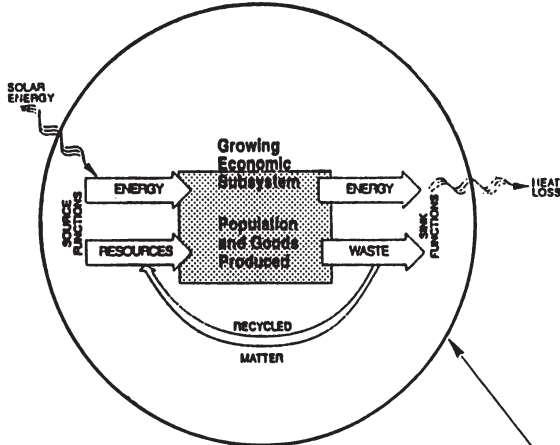 SOLAR
ENERGY
Growing
Economic
Subsystem
ENERGY
ENERGY
HEAT
LOSS
SOURCE
FUNCTIONS
SINK
FUNCTIONS
Population
and Goods
Produced
RESOURCES
WASTE
RECYCLED
MATTER